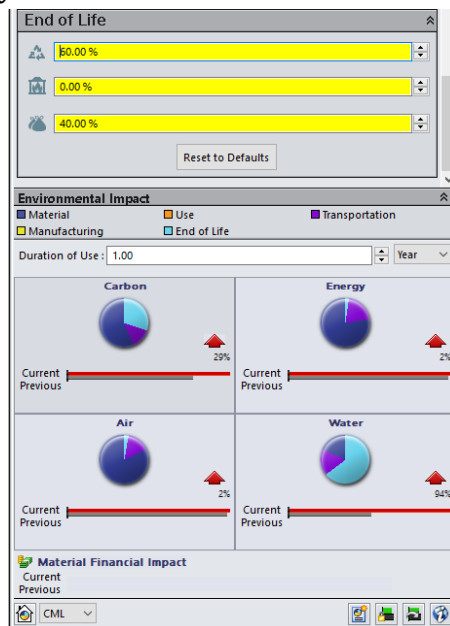 End of Life
60.00 %
0.00 %
40.00 %
Reset to Defaults
Environmental Impact
Material Use Transportation
Manufacturing End of Life
Duration of Use : 1.00 Year
Carbon Energy
29% 2%
Current Current
Previous Previous
Air Water
2% 94%
Current Current
Previous Previous
Material Financial Impact
Current
Previous
CML